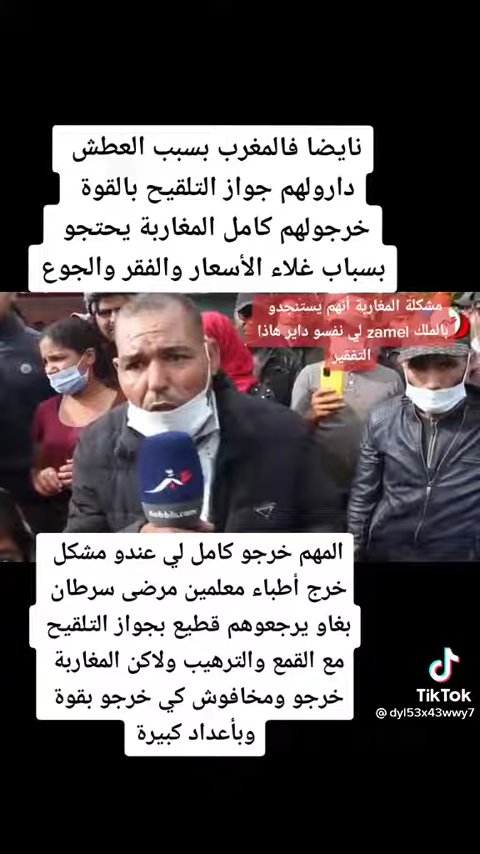 نايضا فالمغرب بسبب العطش
دارولهم جواز التلقيح بالقوة
خرجولهم كامل المغاربة يحتجو
بسباب غلاء الأسعار والفقر والجوع
مشكلة المغاربة أنهم يستنجدو
بالملك zamel لي نفسو داير هاذا
التفقير
المهم خرجو كامل لي عندو مشكل
خرج أطباء معلمين مرضى سرطان
بغاو يرجعوهم قطيع بجواز التلقيح
مع القمع والترهيب ولاكن المغاربة
خرجو ومخافوش كي خرجو بقوة
وبأعداد كبيرة
TikTok
@dyl53x43wwy7